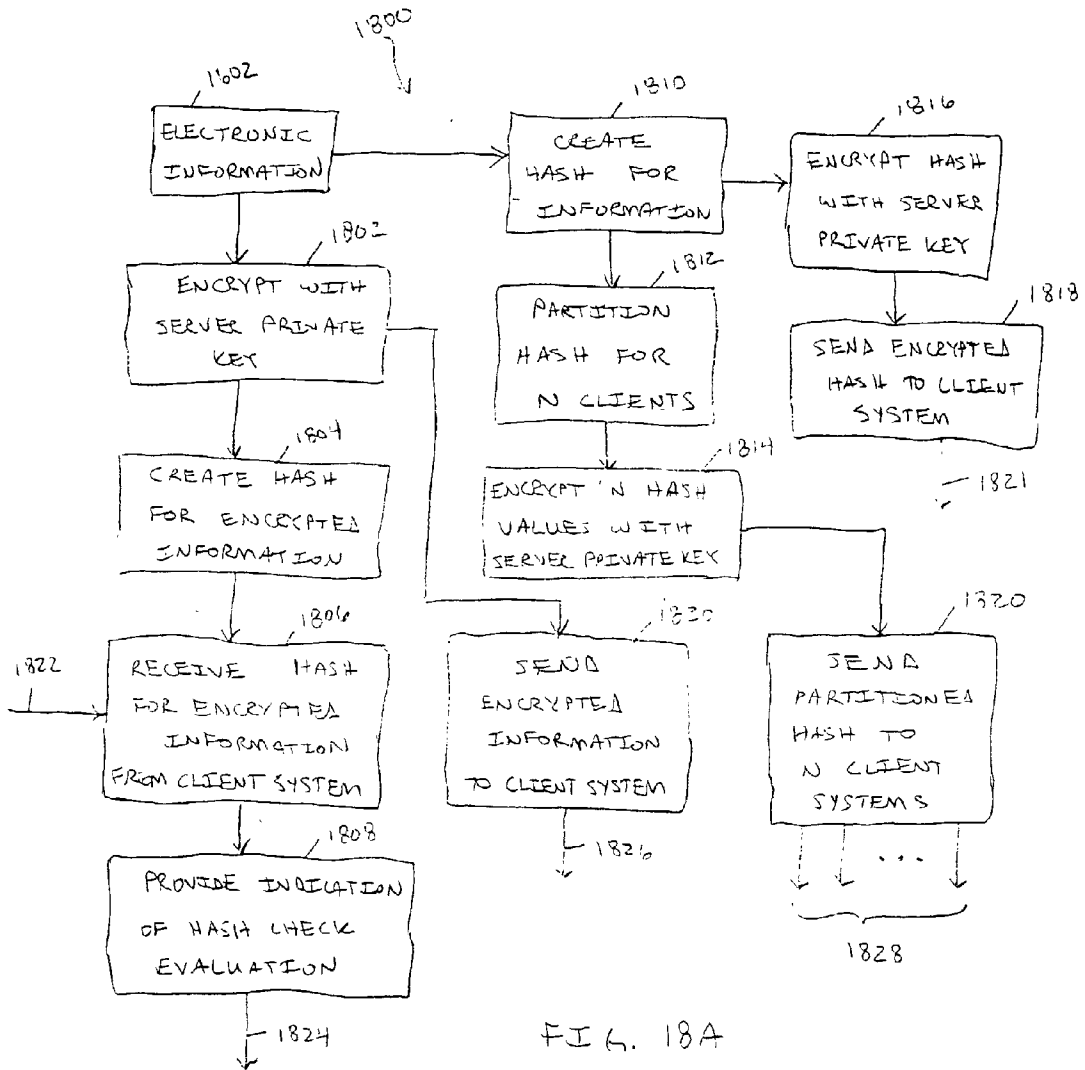 1800
1602
ELECTRONIC
INFORMATION
1810
CREATE
HASH FOR
INFORMATION
1816
ENCRYPT HASH
WITH SERVER
PRIVATE KEY
1802
ENCRYPT WITH
SERVER PRIVATE
KEY
1812
PARTITION
HASH FOR
N CLIENTS
1818
SEND ENCRYPTED
HASH TO CLIENT
SYSTEM
1821
1804
CREATE HASH
FOR ENCRYPTED
INFORMATION
1814
ENCRYPT N HASH
VALUES WITH
SERVER PRIVATE KEY
1822
1806
RECEIVE HASH
FOR ENCRYPTED
INFORMATION
FROM CLIENT SYSTEM
1820
SEND
ENCRYPTED
INFORMATION
TO CLIENT SYSTEM
1826
1320
SEND
PARTITIONED
HASH TO
N CLIENT
SYSTEMS
...
1828
1808
PROVIDE INDICATION
OF HASH CHECK
EVALUATION
1824
FIG. 18A